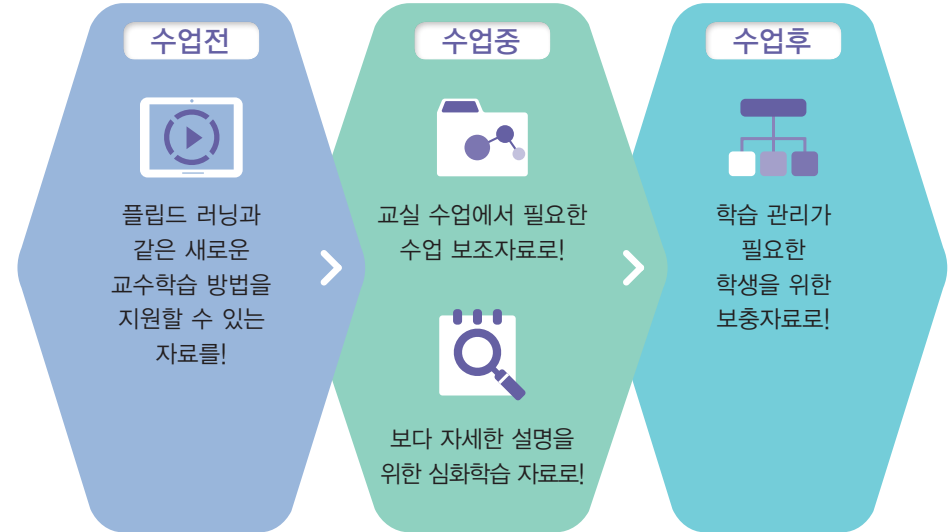 수업전
플립드 러닝과
같은 새로운
교수학습 방법을
지원할 수 있는
자료를!
수업중
교실 수업에서 필요한
수업 보조자료로!
보다 자세한 설명을
위한 심화학습 자료로!
수업후
학습 관리가
필요한
학생을 위한
보충자료로!